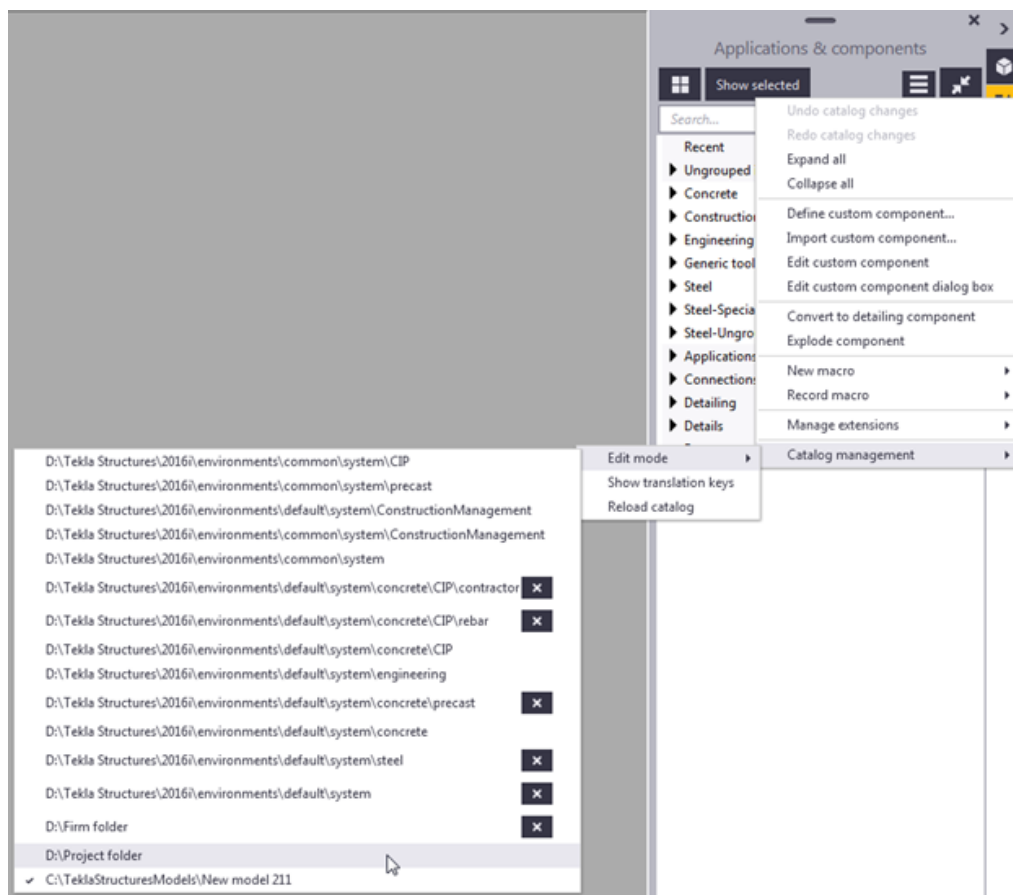 Applications & components
Show selected
Search...
Recent
Ungrouped
Concrete
Construction
Engineering
Generic tool
Steel
Steel-Specia
Steel-Ungro
Applications
Connections
Detailing
Details
Undo catalog changes
Redo catalog changes
Expand all
Collapse all
Define custom component...
Import custom component...
Edit custom component
Edit custom component dialog box
Convert to detailing component
Explode component
New macro
Record macro
Manage extensions
Catalog management
Edit mode
Show translation keys
Reload catalog
D:\Tekla Structures\2016i\environments\common\system\CIP
D:\Tekla Structures\2016i\environments\common\system\precast
D:\Tekla Structures\2016i\environments\default\system\ConstructionManagement
D:\Tekla Structures\2016i\environments\common\system\ConstructionManagement
D:\Tekla Structures\2016i\environments\common\system
D:\Tekla Structures\2016i\environments\default\system\concrete\CIP\contractor
D:\Tekla Structures\2016i\environments\default\system\concrete\CIP\rebar
D:\Tekla Structures\2016i\environments\default\system\concrete\CIP
D:\Tekla Structures\2016i\environments\default\system\engineering
D:\Tekla Structures\2016i\environments\default\system\concrete\precast
D:\Tekla Structures\2016i\environments\default\system\concrete
D:\Tekla Structures\2016i\environments\default\system\steel
D:\Tekla Structures\2016i\environments\default\system
D:\Firm folder
D:\Project folder
C:\TeklaStructuresModels\New model 211